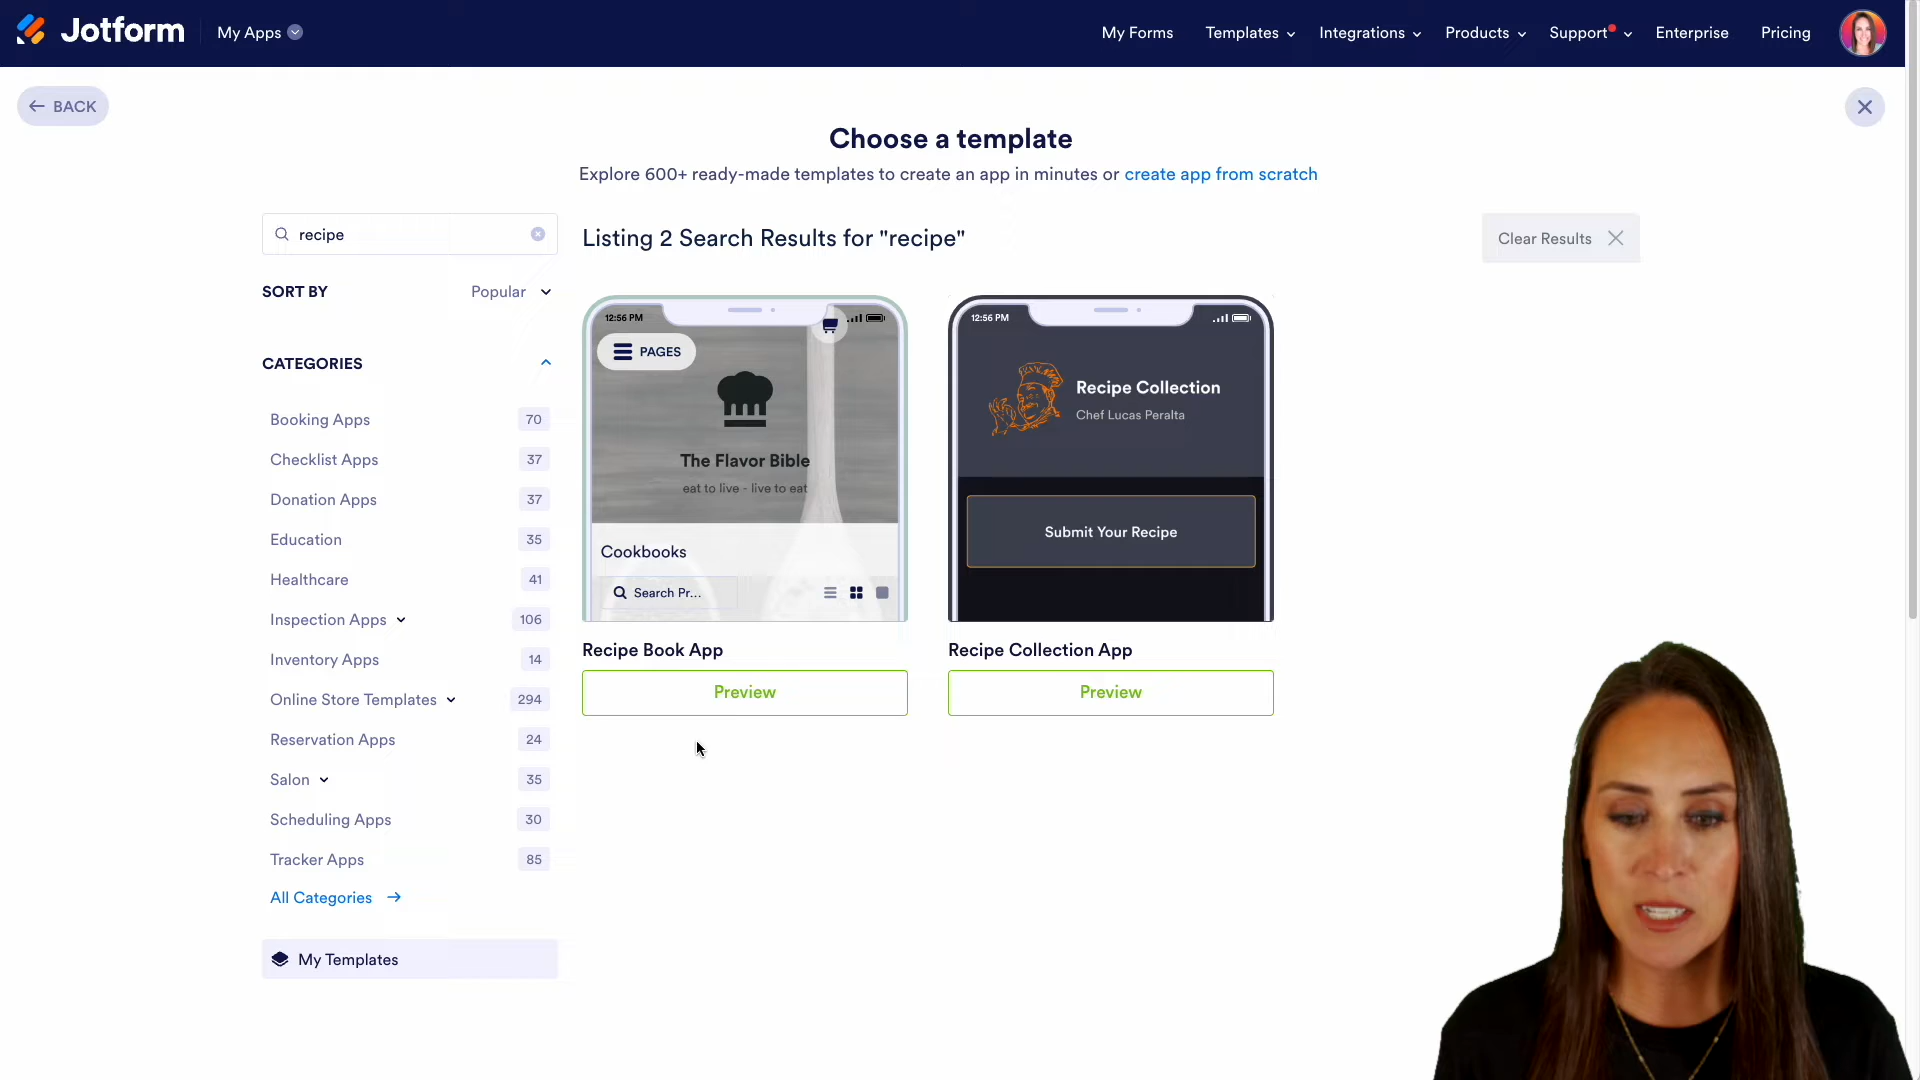 Jotform
My Apps
My Forms
Templates
Integrations
Products
Support
Enterprise
Pricing
BACK
Choose a template
Explore 600+ ready-made templates to create an app in minutes or create app from scratch
recipe
Listing 2 Search Results for "recipe"
Clear Results
SORT BY
Popular
CATEGORIES
Booking Apps 70
Checklist Apps 37
Donation Apps 37
Education 35
Healthcare 41
Inspection Apps 106
Inventory Apps 14
Online Store Templates 294
Reservation Apps 24
Salon 35
Scheduling Apps 30
Tracker Apps 85
All Categories
My Templates
12:56 PM
PAGES
The Flavor Bible
eat to live - live to eat
Cookbooks
Search Pr...
Recipe Book App
Preview
12:56 PM
Recipe Collection
Chef Lucas Peralta
Submit Your Recipe
Recipe Collection App
Preview